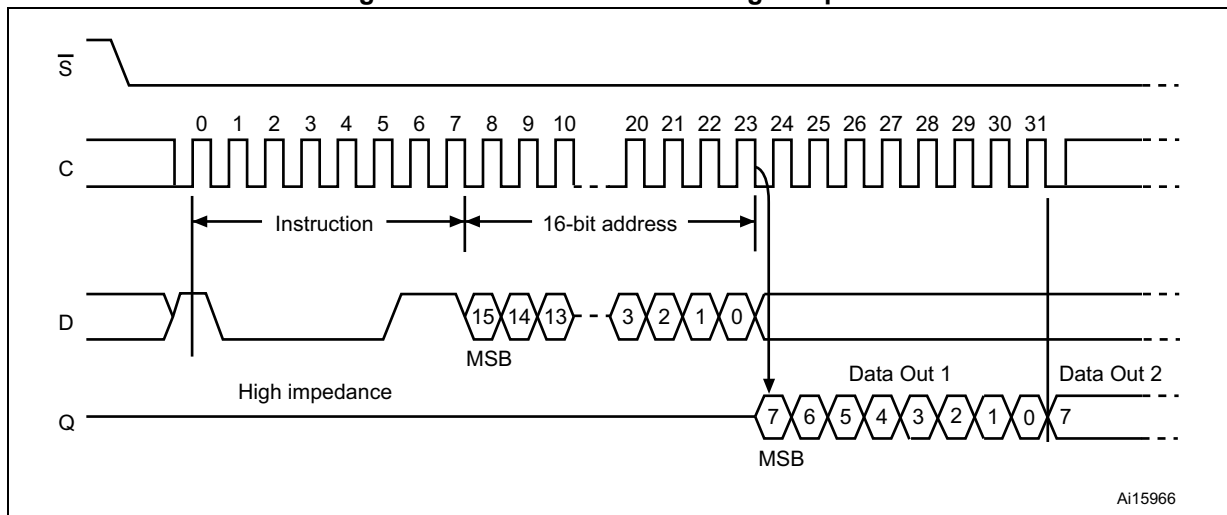 S
0 1 2 3 4 5 6 7 8 9 10 20 21 22 23 24 25 26 27 28 29 30 31
C
Instruction 16-bit address
D
15 14 13 3 2 1 0
MSB
High impedance
Data Out 1 Data Out 2
Q
7 6 5 4 3 2 1 0 7
MSB
Ai15966